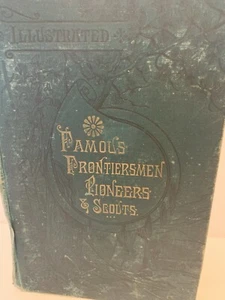 ILLUSTRATED
FAMOUS
FRONTIERSMEN
PIONEERS
& SCOUTS.